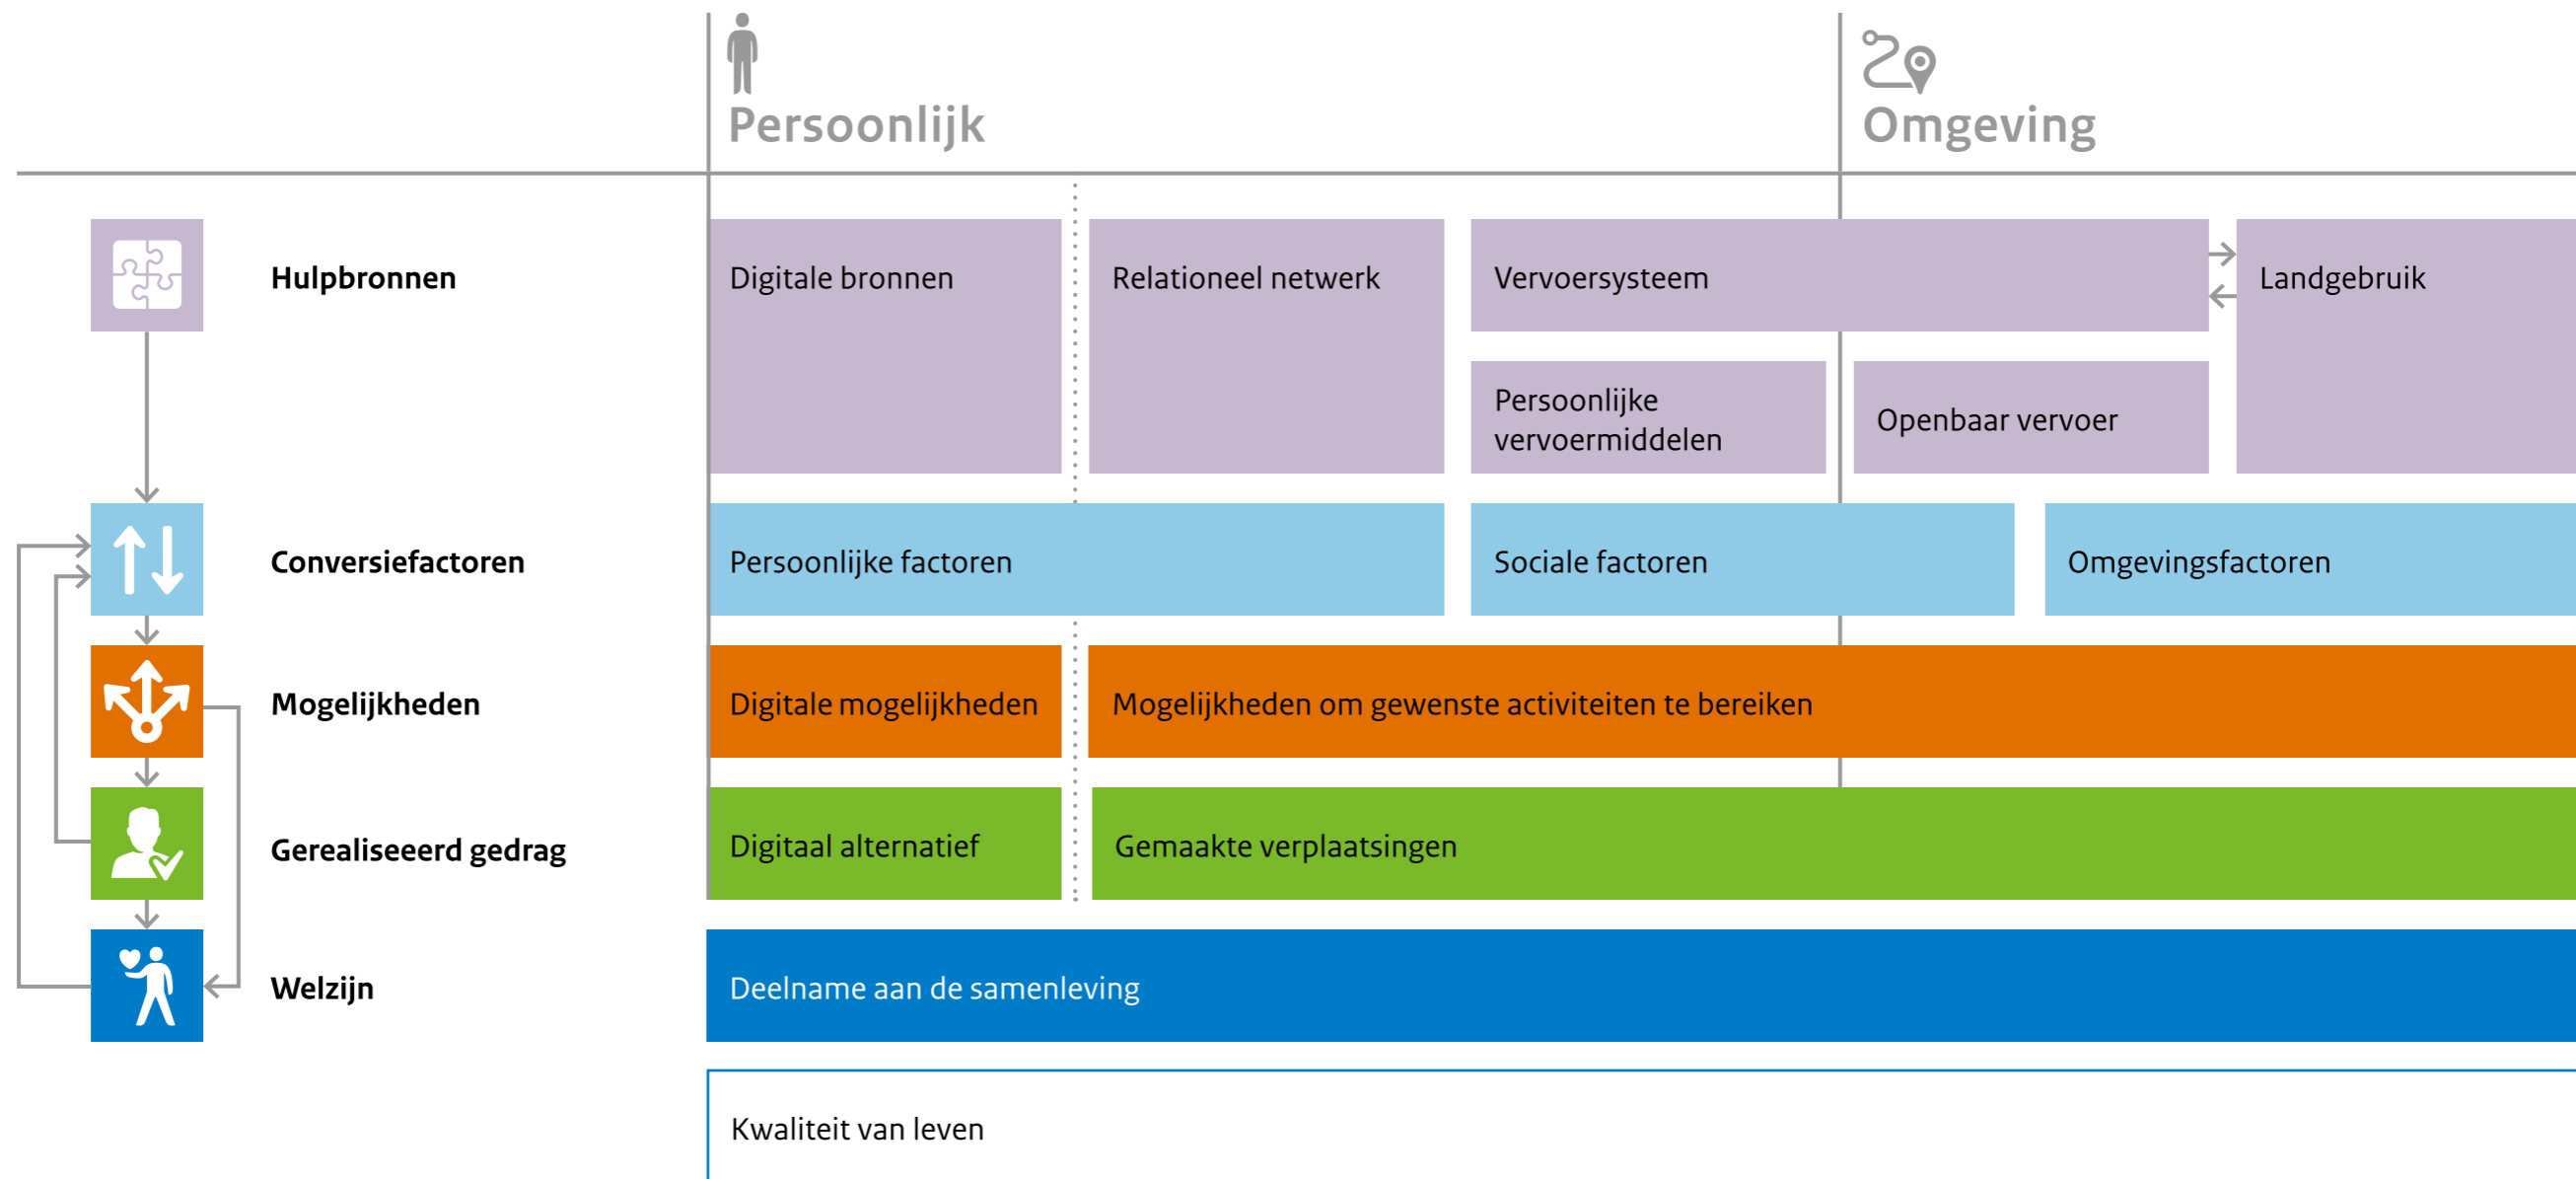 Persoonlijk
Omgeving
Hulpbronnen
Digitale bronnen
Relationeel netwerk
Vervoersysteem
Landgebruik
Persoonlijke
vervoermiddelen
Openbaar vervoer
Conversiefactoren
Persoonlijke factoren
Sociale factoren
Omgevingsfactoren
Mogelijkheden
Digitale mogelijkheden
Mogelijkheden om gewenste activiteiten te bereiken
Gerealiseeerd gedrag
Digitaal alternatief
Gemaakte verplaatsingen
Welzijn
Deelname aan de samenleving
Kwaliteit van leven